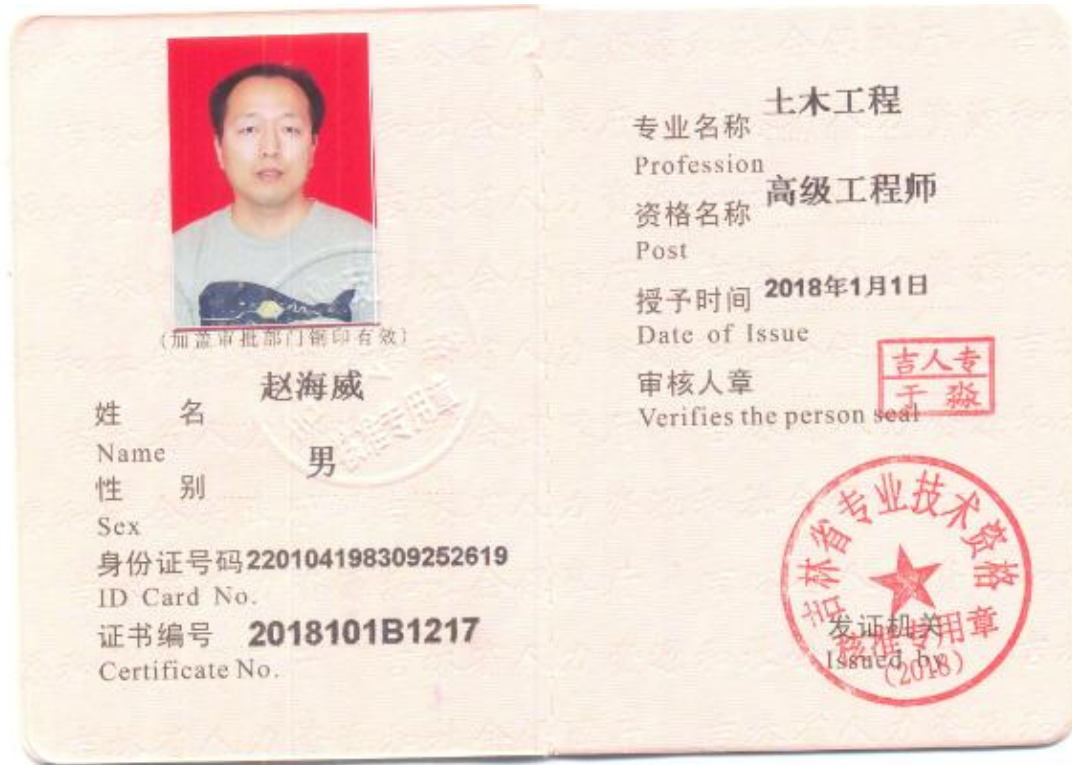 (加盖审批部门钢印有效)
赵海威
姓 名
Name
男
性 别
Sex
身份证号码 220104198309252619
ID Card No.
证书编号 2018101B1217
Certificate No.
土木工程
专业名称
Profession
高级工程师
资格名称
Post
授予时间 2018年1月1日
Date of Issue
审核人章
Verifies the person seal
吉人专
于淼
吉林省专业技术资格
发证机关
核准专用章
Issued by
(2018)